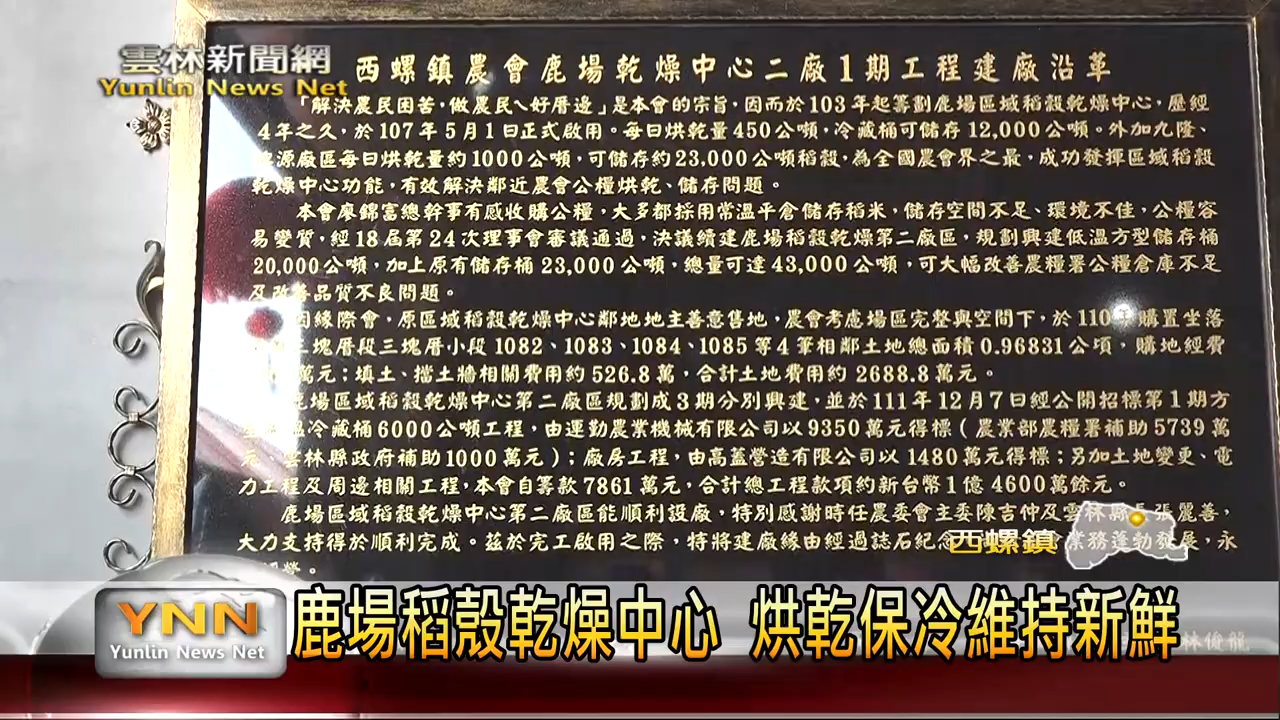 雲林新聞網
Yunlin News Net
西螺鎮農會鹿場乾燥中心二廠1期工程建廠沿革
「解決農民困苦，做農民ㄟ好厝邊」是本會的宗旨，因而於103年起籌劃鹿場區域稻穀乾燥中心，歷經
4年之久，於107年5月1日正式啟用。每日烘乾量450公噸，冷藏桶可儲存12,000公噸。外加九隆、
源廠區每日烘乾量約1000公噸，可儲存約23,000公噸稻穀，為全國農會界之最，成功發揮區域稻穀
乾燥中心功能，有效解決鄰近農會公糧烘乾、儲存問題。
本會廖錦富總幹事有感收購公糧，大多都採用常溫平倉儲存稻米，儲存空間不足、環境不佳，公糧容
易變質，經18屆第24次理事會審議通過，決議續建鹿場稻穀乾燥第二廠區，規劃興建低溫方型儲存桶
20,000公噸，加上原有儲存桶23,000公噸，總量可達43,000公噸，可大幅改善農糧署公糧倉庫不足
及改善品質不良問題。
因緣際會，原區域稻穀乾燥中心鄰地地主善意售地，農會考慮場區完整與空間下，於110年購置坐落
三塊厝段三塊厝小段1082、1083、1084、1085等4筆相鄰土地總面積0.96831公頃，購地經費
萬元；填土、擋土牆相關費用約526.8萬，合計土地費用約2688.8萬元。
鹿場區域稻穀乾燥中心第二廠區規劃成3期分別興建，並於111年12月7日經公開招標第1期方
溫冷藏桶6000公噸工程，由運勤農業機械有限公司以9350萬元得標（農業部農糧署補助5739萬
元，雲林縣政府補助1000萬元）；廠房工程，由高蓋營造有限公司以1480萬元得標；另加土地變更、電
力工程及周邊相關工程，本會自籌款7861萬元，合計總工程款項約新台幣1億4600萬餘元。
鹿場區域稻穀乾燥中心第二廠區能順利設廠，特別感謝時任農委會主委陳吉仲及雲林縣長張麗善，
大力支持得於順利完成。茲於完工啟用之際，特將建廠緣由經過誌石紀念 業務蓬勃發展，永
西螺鎮
YNN
Yunlin News Net
鹿場稻殼乾燥中心 烘乾保冷維持新鮮
林俊龍